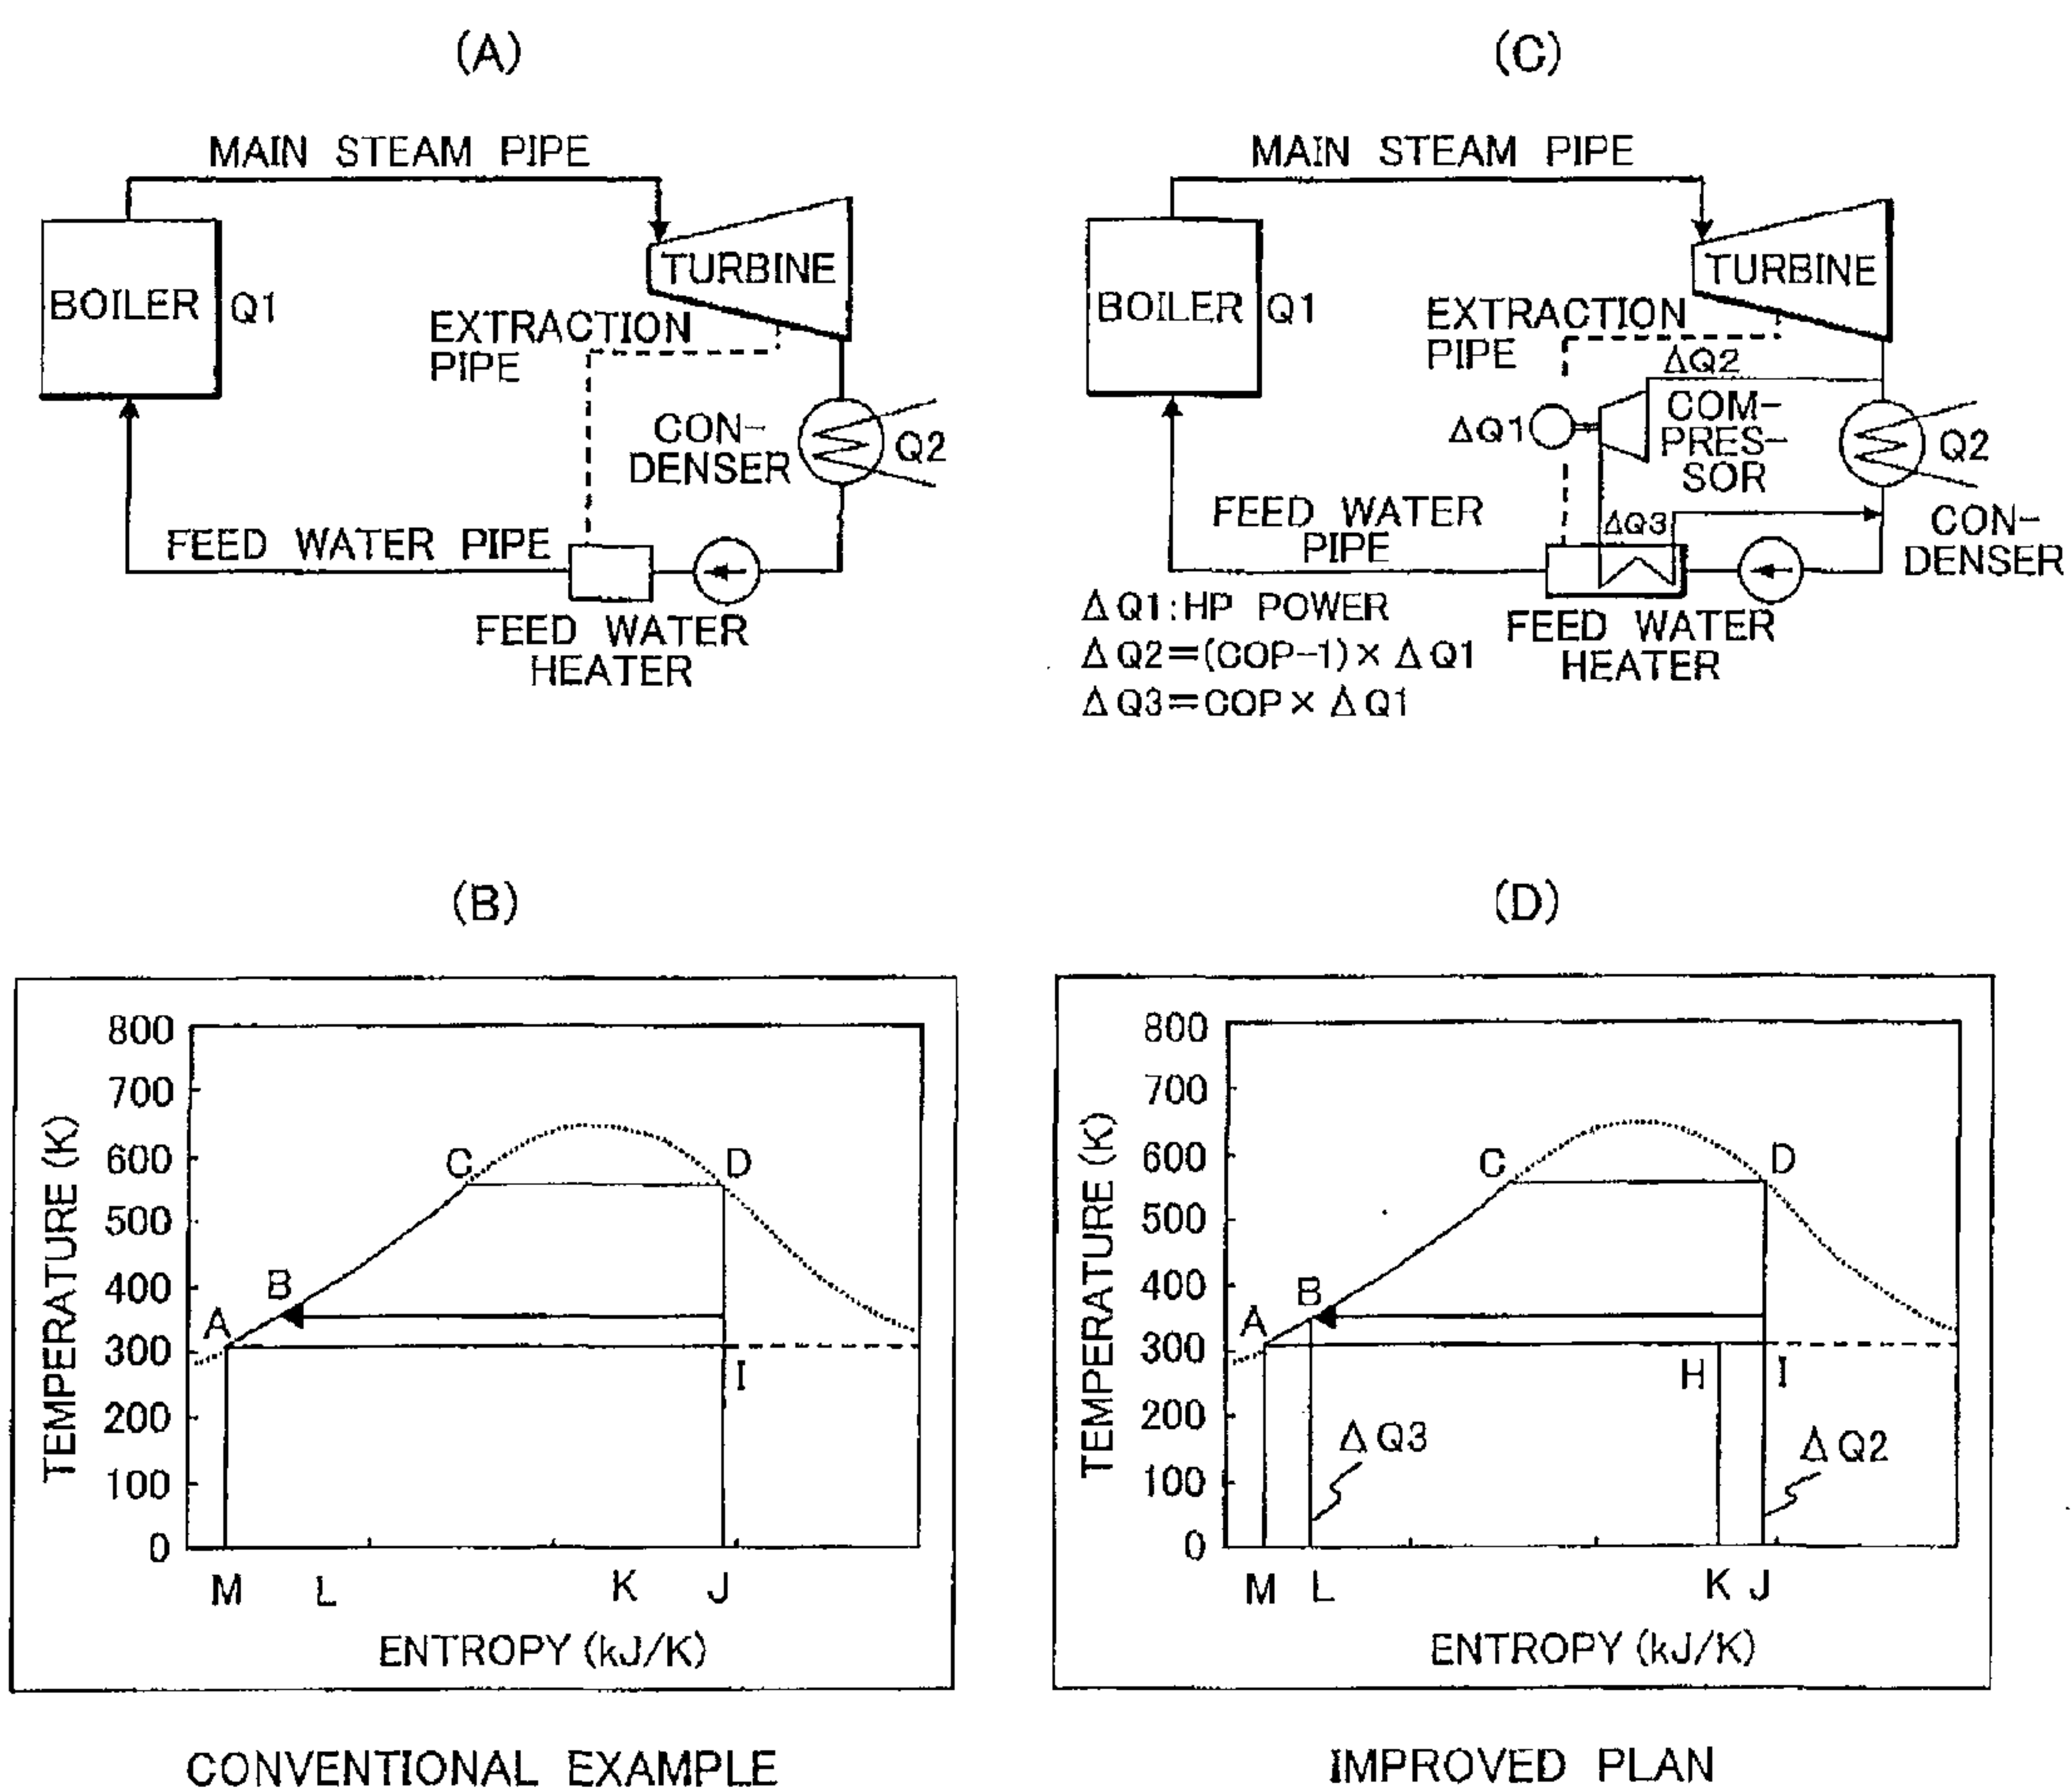 (A)
MAIN STEAM PIPE
BOILER
Q1
TURBINE
EXTRACTION
PIPE
CON-
DENSER
Q2
FEED WATER PIPE
FEED WATER
HEATER
(C)
MAIN STEAM PIPE
BOILER
Q1
TURBINE
EXTRACTION
PIPE
ΔQ2
COM-
PRES-
SOR
ΔQ1
Q2
CON-
DENSER
FEED WATER
PIPE
ΔQ3
FEED WATER
HEATER
ΔQ1:HP POWER
ΔQ2=(COP-1)×ΔQ1
ΔQ3=COP×ΔQ1
(B)
TEMPERATURE (K)
800
700
600
500
400
300
200
100
0
A
B
C
D
I
M L K J
ENTROPY (kJ/K)
CONVENTIONAL EXAMPLE
(D)
TEMPERATURE (K)
800
700
600
500
400
300
200
100
0
A
B
C
D
H
I
ΔQ3
ΔQ2
M L K J
ENTROPY (kJ/K)
IMPROVED PLAN